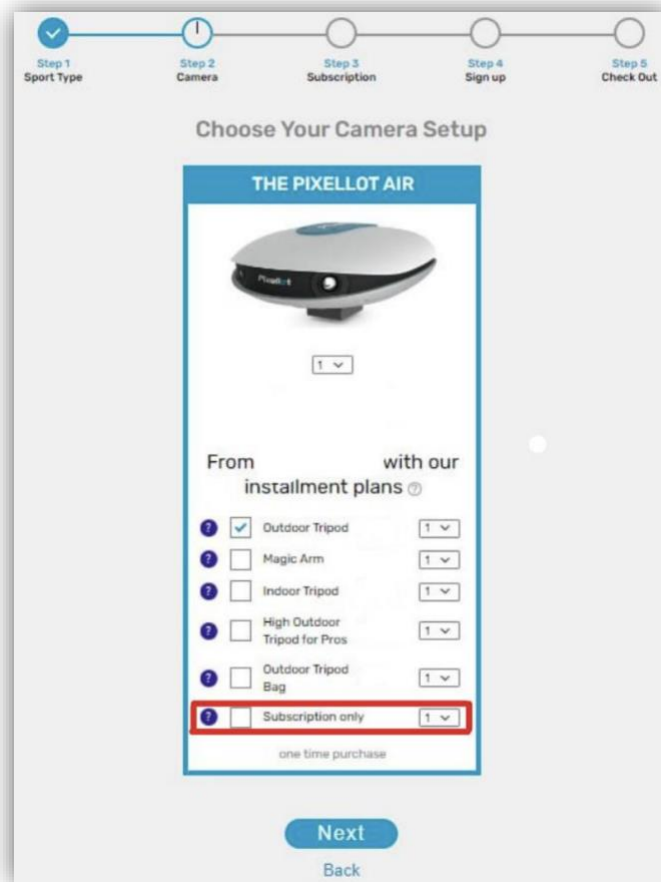 Step 1
Sport Type
Step 2
Camera
Step 3
Subscription
Step 4
Sign up
Step 5
Check Out
Choose Your Camera Setup
THE PIXELLOT AIR
Pixellot
1
From with our
installment plans ?
? Outdoor Tripod 1
? Magic Arm 1
? Indoor Tripod 1
? High Outdoor
Tripod for Pros 1
? Outdoor Tripod
Bag 1
? Subscription only 1
one time purchase
Next
Back